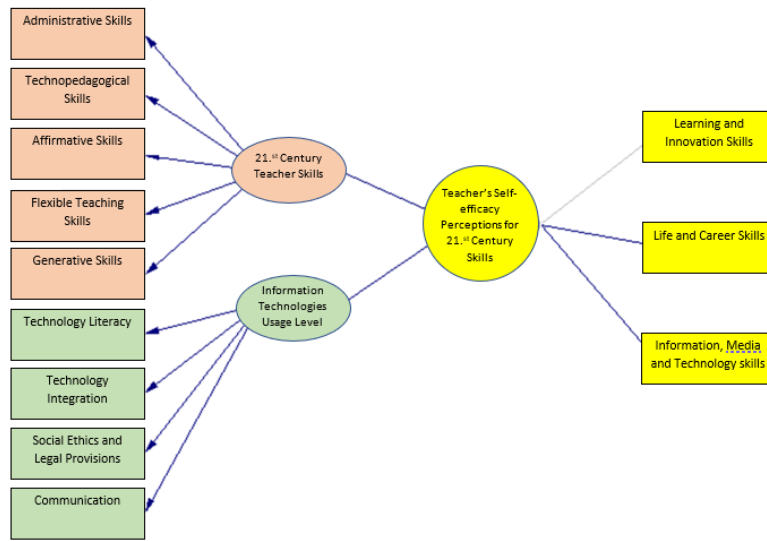 Administrative Skills
Technopedagogical
Skills
Affirmative Skills
Flexible Teaching
Skills
Generative Skills
Technology Literacy
Technology
Integration
Social Ethics and
Legal Provisions
Communication
21.st Century
Teacher Skills
Information
Technologies
Usage Level
Teacher's Self-
efficacy
Perceptions for
21.st Century
Skills
Learning and
Innovation Skills
Life and Career Skills
Information, Media
and Technology skills